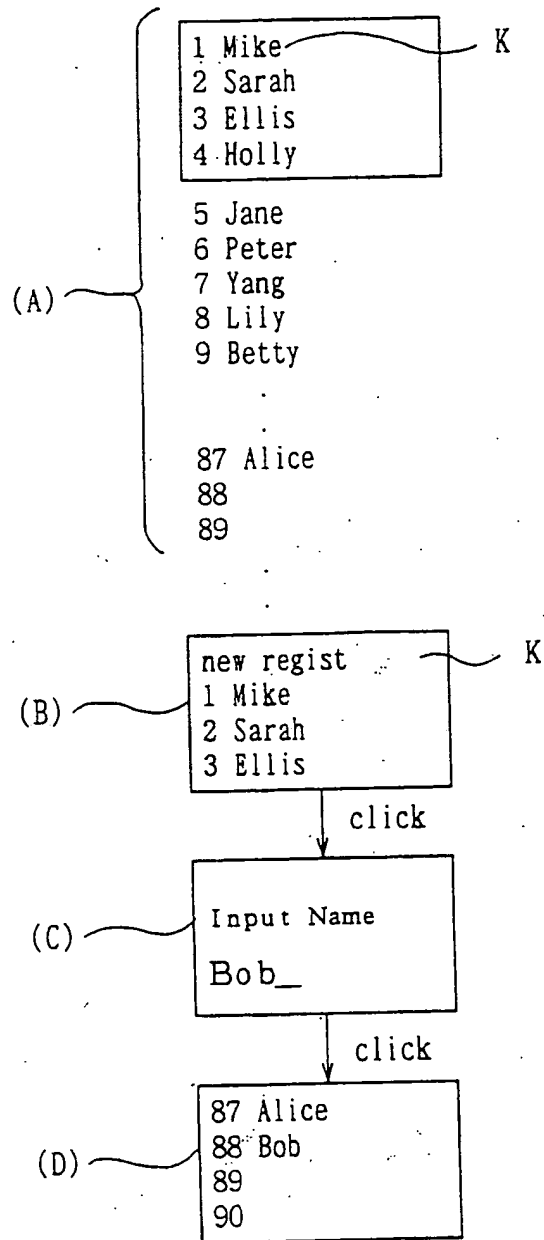 1 Mike K
2 Sarah
3 Ellis
4 Holly
5 Jane
6 Peter
(A) 7 Yang
8 Lily
9 Betty
87 Alice
88
89
new regist K
(B) 1 Mike
2 Sarah
3 Ellis
click
(C) Input Name
Bob_
click
87 Alice
(D) 88 Bob
89
90